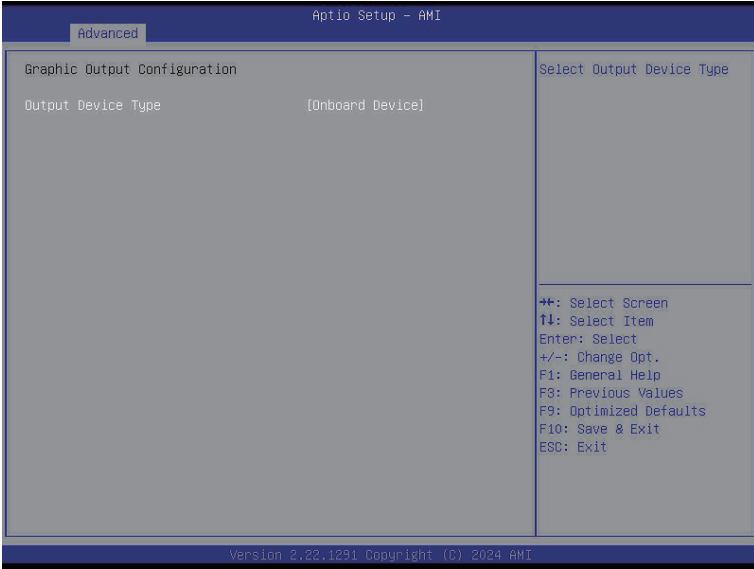 Aptio Setup – AMI
Advanced
Graphic Output Configuration
Output Device Type [Onboard Device]
Select Output Device Type
→←: Select Screen
↑↓: Select Item
Enter: Select
+/-: Change Opt.
F1: General Help
F3: Previous Values
F9: Optimized Defaults
F10: Save & Exit
ESC: Exit
Version 2.22.1291 Copyright (C) 2024 AMI